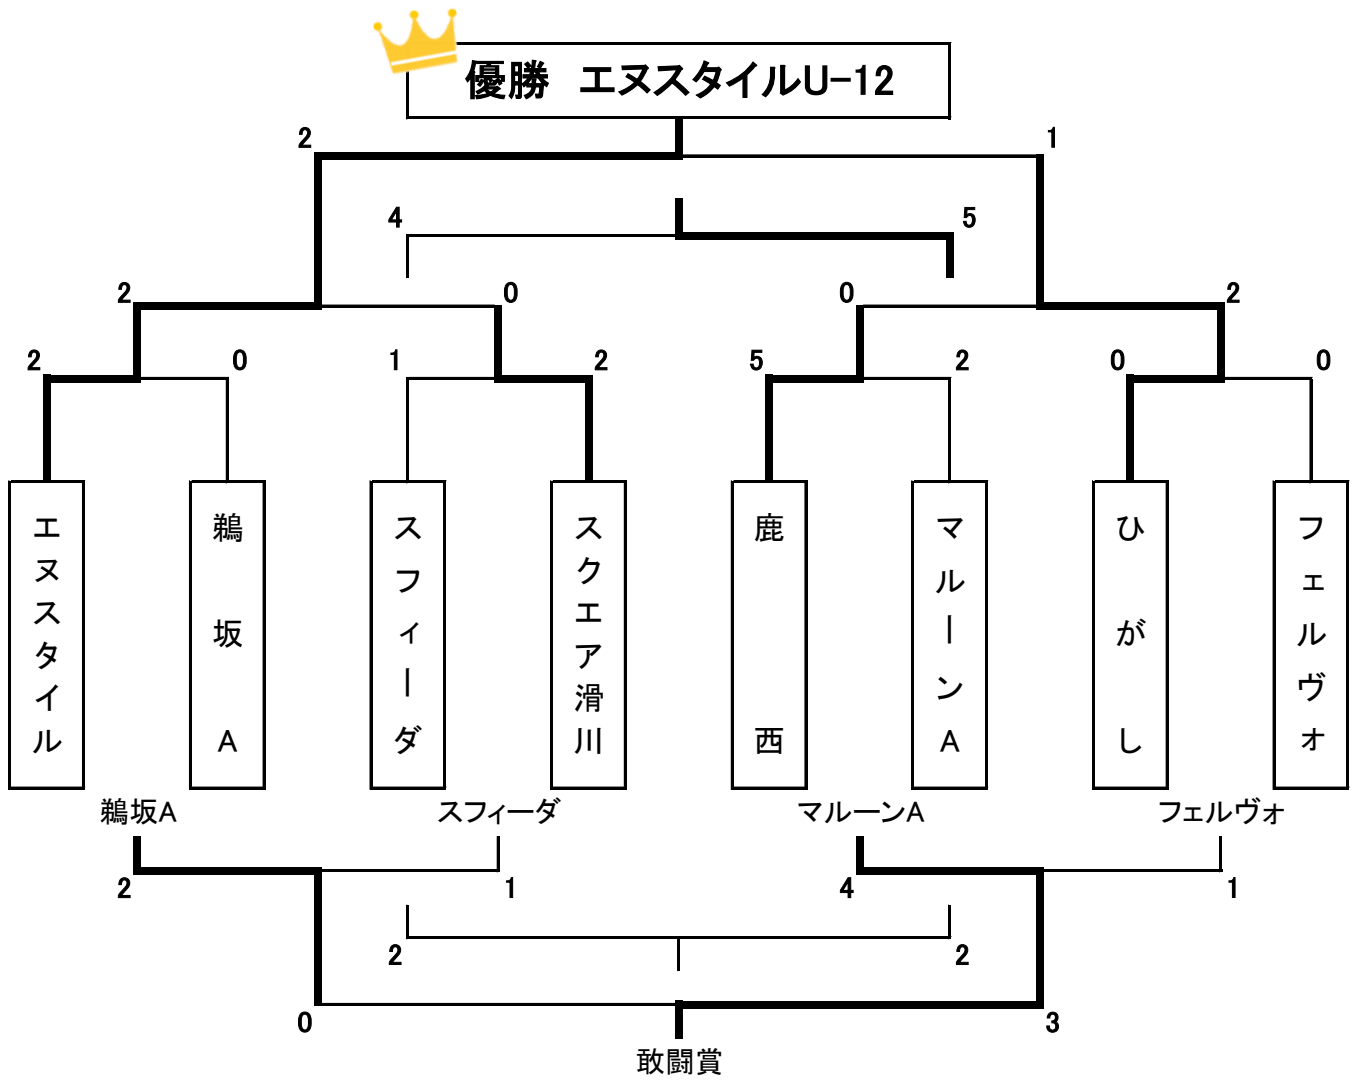 優勝　エヌスタイルU-12
2 1
4 5
2 0 0 2
2 0 1 2 5 2 0 0
エヌスタイル
鵜坂A
スフィーダ
スクエア滑川
鹿西
マルーンA
ひがし
フェルヴォ
鵜坂A スフィーダ マルーンA フェルヴォ
2 1 4 1
2 2
0 3
敢闘賞